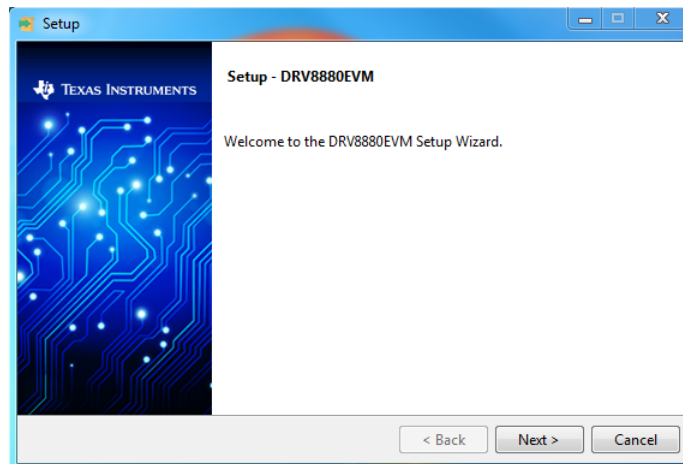 Setup
TEXAS INSTRUMENTS
Setup - DRV8880EVM
Welcome to the DRV8880EVM Setup Wizard.
< Back
Next >
Cancel